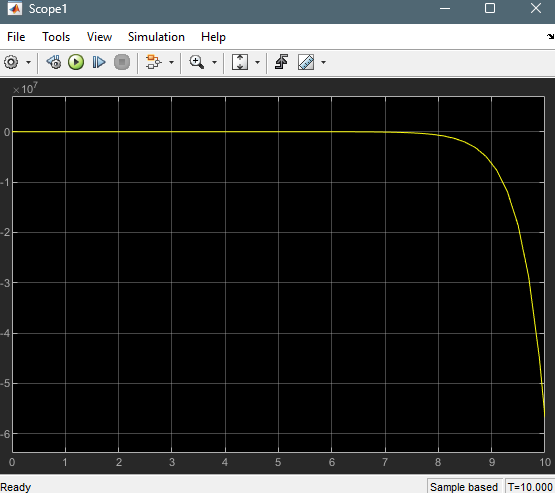 Scope1
File Tools View Simulation Help
×10⁷
0
-1
-2
-3
-4
-5
-6
0 1 2 3 4 5 6 7 8 9 10
Ready Sample based T=10.000